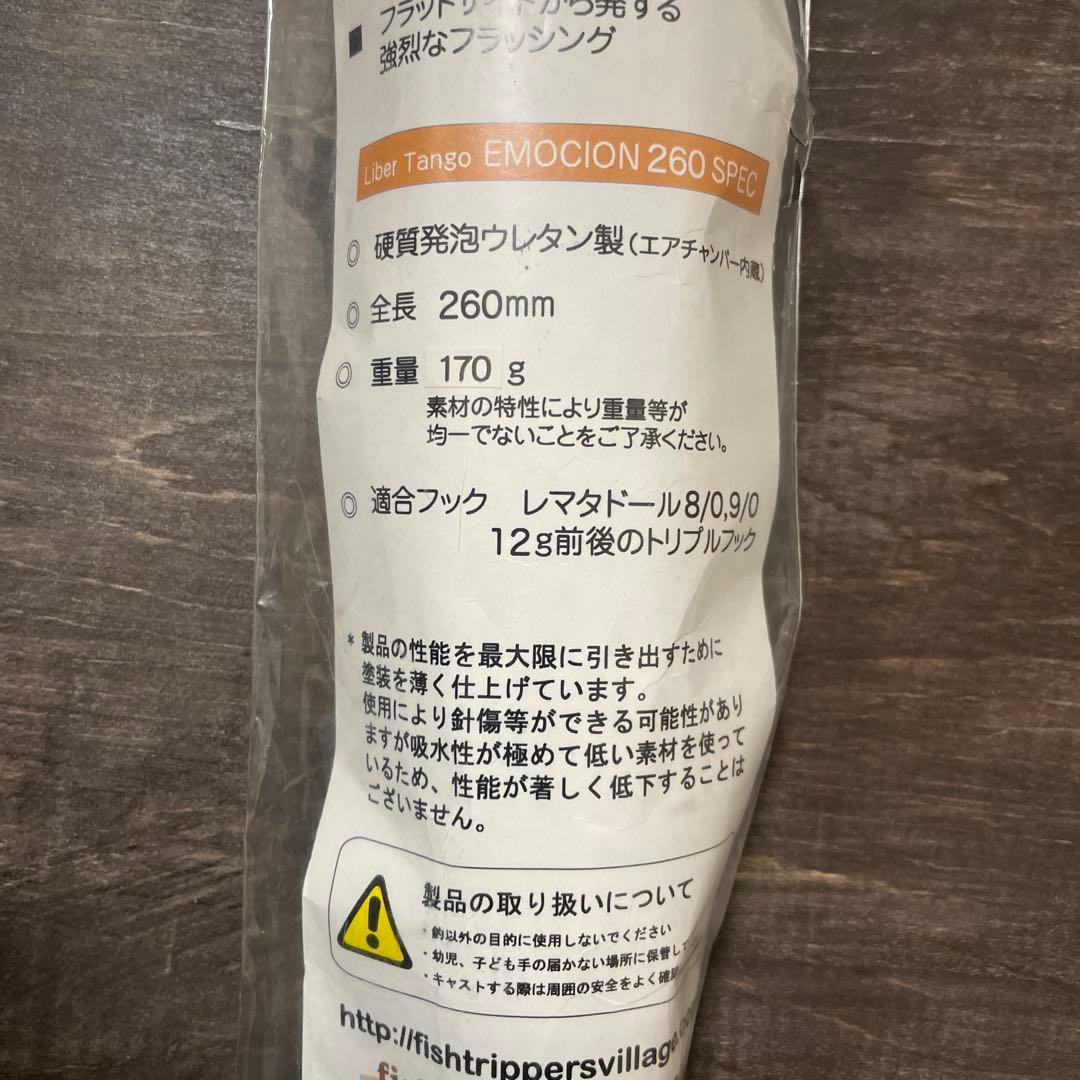 フラットサイドから発する
■ 強烈なフラッシング
Liber Tango EMOCION 260 SPEC
◎ 硬質発泡ウレタン製(エアチャンバー内蔵)
◎ 全長 260mm
◎ 重量 170 g
素材の特性により重量等が
均一でないことをご了承ください。
◎ 適合フック レマタドール8/0,9/0
12g前後のトリプルフック
* 製品の性能を最大限に引き出すために
塗装を薄く仕上げています。
使用により針傷等ができる可能性があり
ますが吸水性が極めて低い素材を使って
いるため、性能が著しく低下することは
ございません。
製品の取り扱いについて
・釣以外の目的に使用しないでください
・幼児、子ども手の届かない場所に保管して
・キャストする際は周囲の安全をよく確認
http://fishtrippersvillage.co